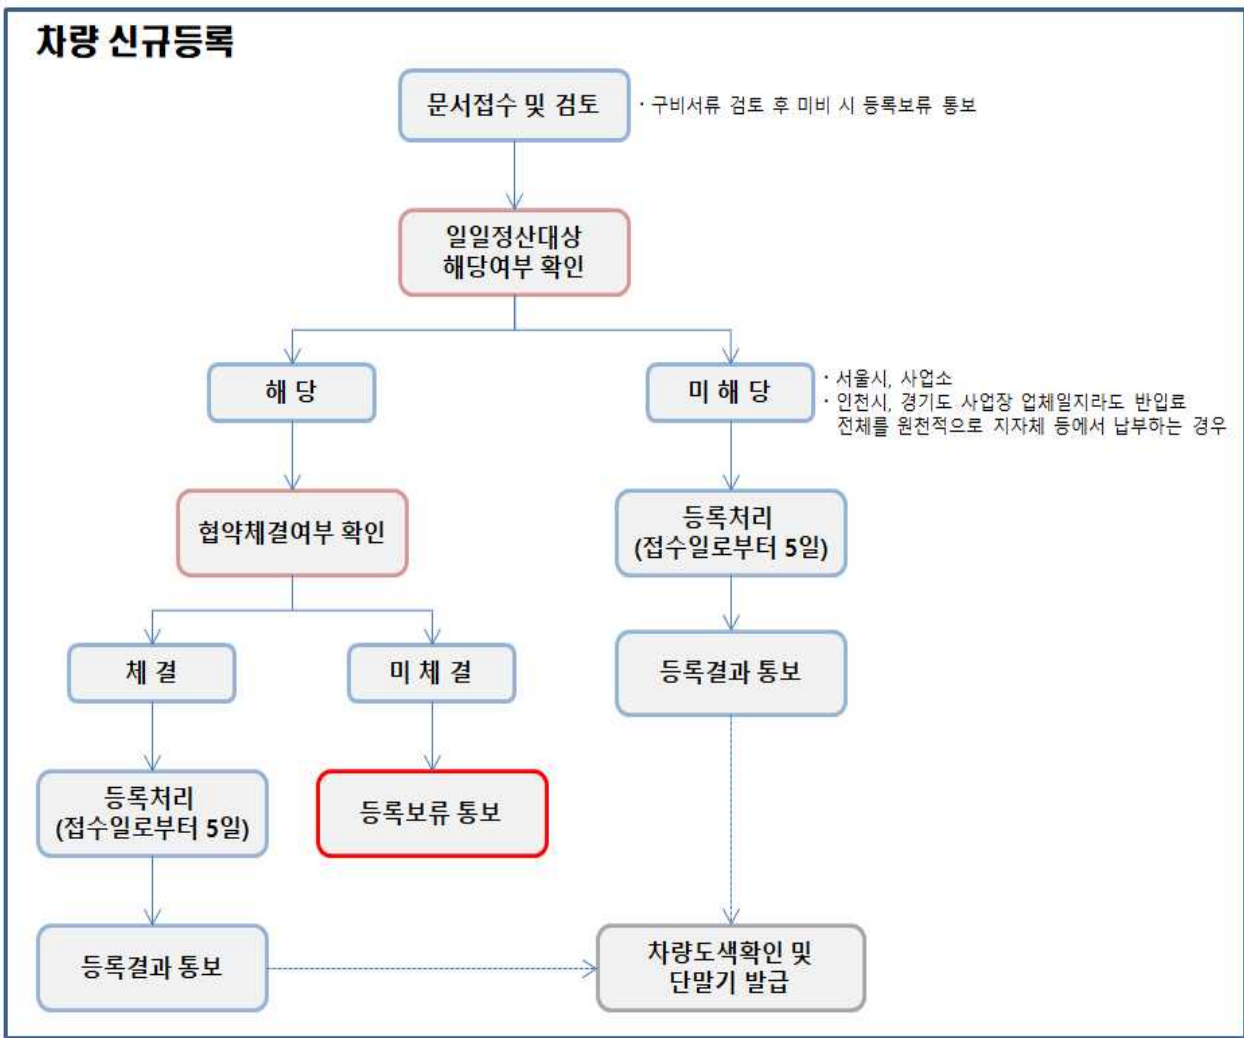 차량 신규등록
문서접수 및 검토
· 구비서류 검토 후 미비 시 등록보류 통보
일일정산대상
해당여부 확인
해 당
미 해 당
· 서울시, 사업소
· 인천시, 경기도 사업장 업체일지라도 반입료
전체를 원천적으로 지자체 등에서 납부하는 경우
협약체결여부 확인
등록처리
(접수일로부터 5일)
체 결
미 체 결
등록결과 통보
등록처리
(접수일로부터 5일)
등록보류 통보
등록결과 통보
차량도색확인 및
단말기 발급